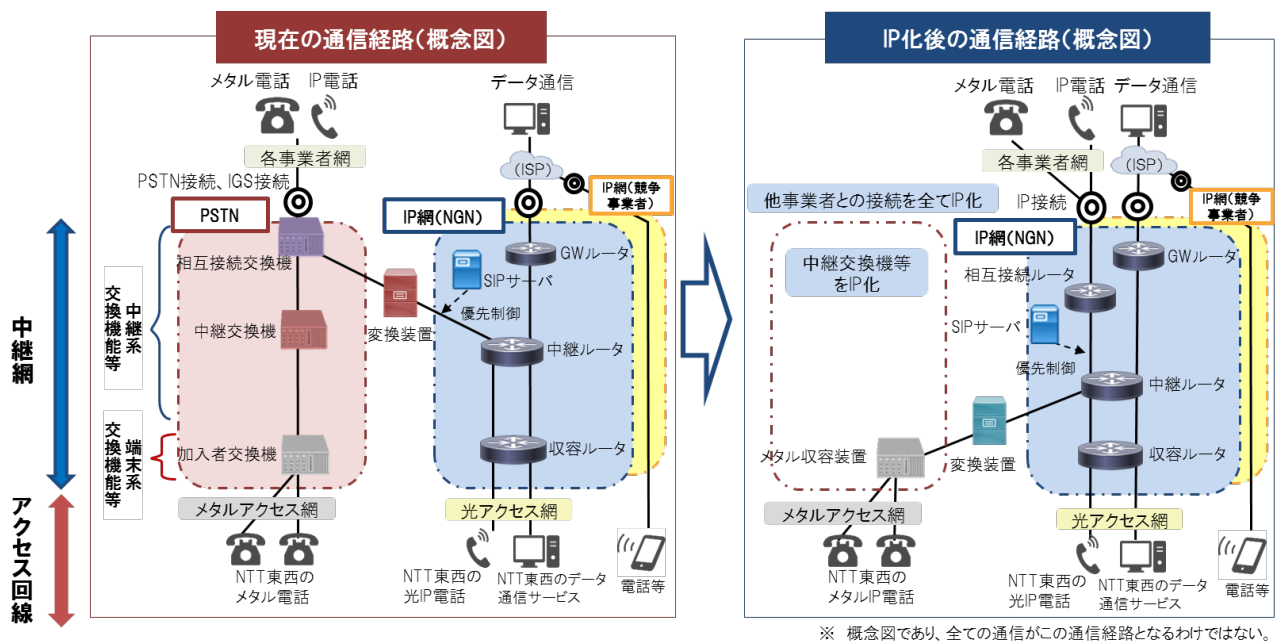 現在の通信経路(概念図)
メタル電話
IP電話
データ通信
各事業者網
(ISP)
PSTN接続、IGS接続
IP網(競争
事業者)
PSTN
IP網(NGN)
相互接続交換機
GWルータ
SIPサーバ
優先制御
変換装置
中継交換機
中継ルータ
加入者交換機
収容ルータ
メタルアクセス網
光アクセス網
NTT東西の
メタル電話
NTT東西の
光IP電話
NTT東西のデータ
通信サービス
電話等
中継網
アクセス回線
中継系
交換機能等
端末系
交換機能等
IP化後の通信経路(概念図)
メタル電話
IP電話
データ通信
各事業者網
(ISP)
他事業者との接続を全てIP化
IP接続
IP網(競争
事業者)
IP網(NGN)
中継交換機等
をIP化
相互接続ルータ
GWルータ
SIPサーバ
優先制御
中継ルータ
メタル収容装置
変換装置
収容ルータ
メタルアクセス網
光アクセス網
NTT東西の
メタルIP電話
NTT東西の
光IP電話
NTT東西のデータ
通信サービス
電話等
※ 概念図であり、全ての通信がこの通信経路となるわけではない。